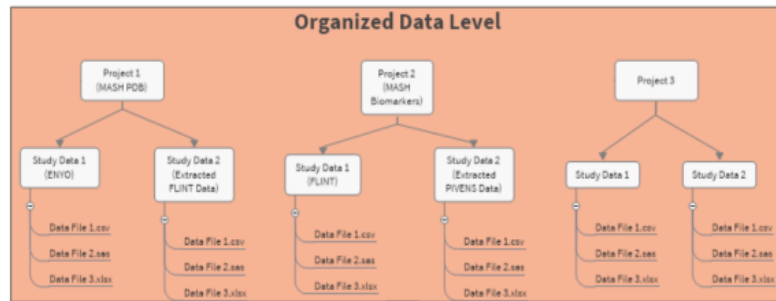 Organized Data Level
Project 1
(MASH PDB)
Study Data 1
(ENYO)
Data File 1.csv
Data File 2.sas
Data File 3.xlsx
Study Data 2
(Extracted
FLINT Data)
Data File 1.csv
Data File 2.sas
Data File 3.xlsx
Project 2
(MASH
Biomarkers)
Study Data 1
(FLINT)
Data File 1.csv
Data File 2.sas
Data File 3.xlsx
Study Data 2
(Extracted
PIVENS Data)
Data File 1.csv
Data File 2.sas
Data File 3.xlsx
Project 3
Study Data 1
Data File 1.csv
Data File 2.sas
Data File 3.xlsx
Study Data 2
Data File 1.csv
Data File 2.sas
Data File 3.xlsx